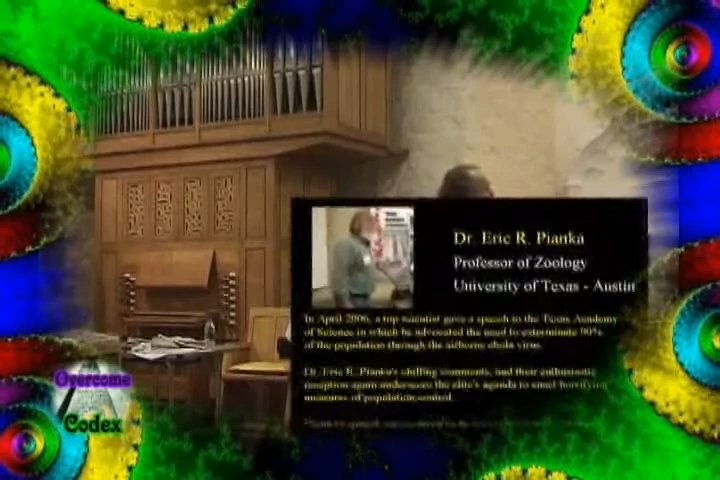 Dr. Eric R. Pianka
Professor of Zoology
University of Texas - Austin
In April 2006, a top scientist gave a speech to the Texas Academy
of Science in which he advocated the need to exterminate 90%
of the population through the airborne ebola virus.
Dr. Eric R. Pianka's chilling comments, and their enthusiastic
reception again underscores the elite's agenda to enact horrifying
measures of population control.
Overcome
Codex